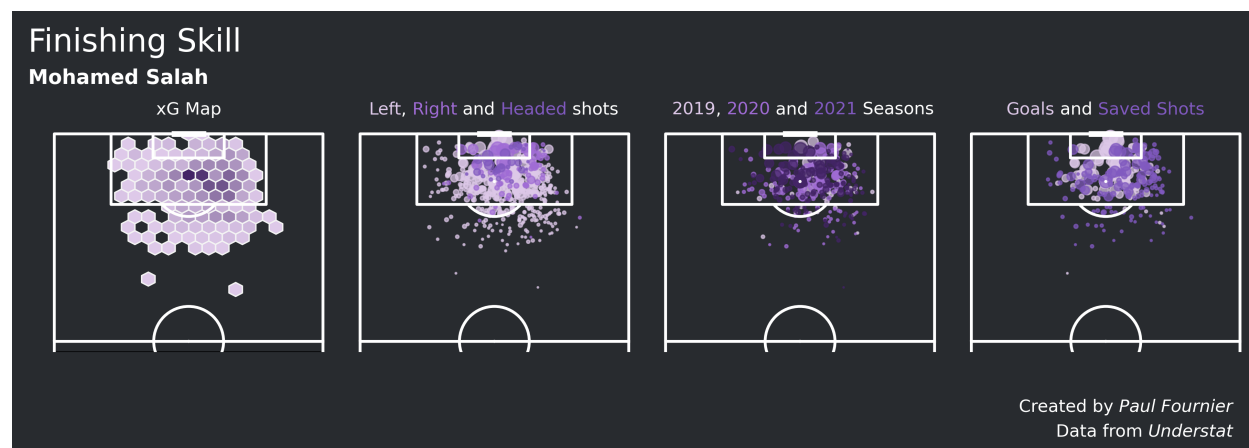 Finishing Skill
Mohamed Salah
xG Map
Left, Right and Headed shots
2019, 2020 and 2021 Seasons
Goals and Saved Shots
Created by Paul Fournier
Data from Understat